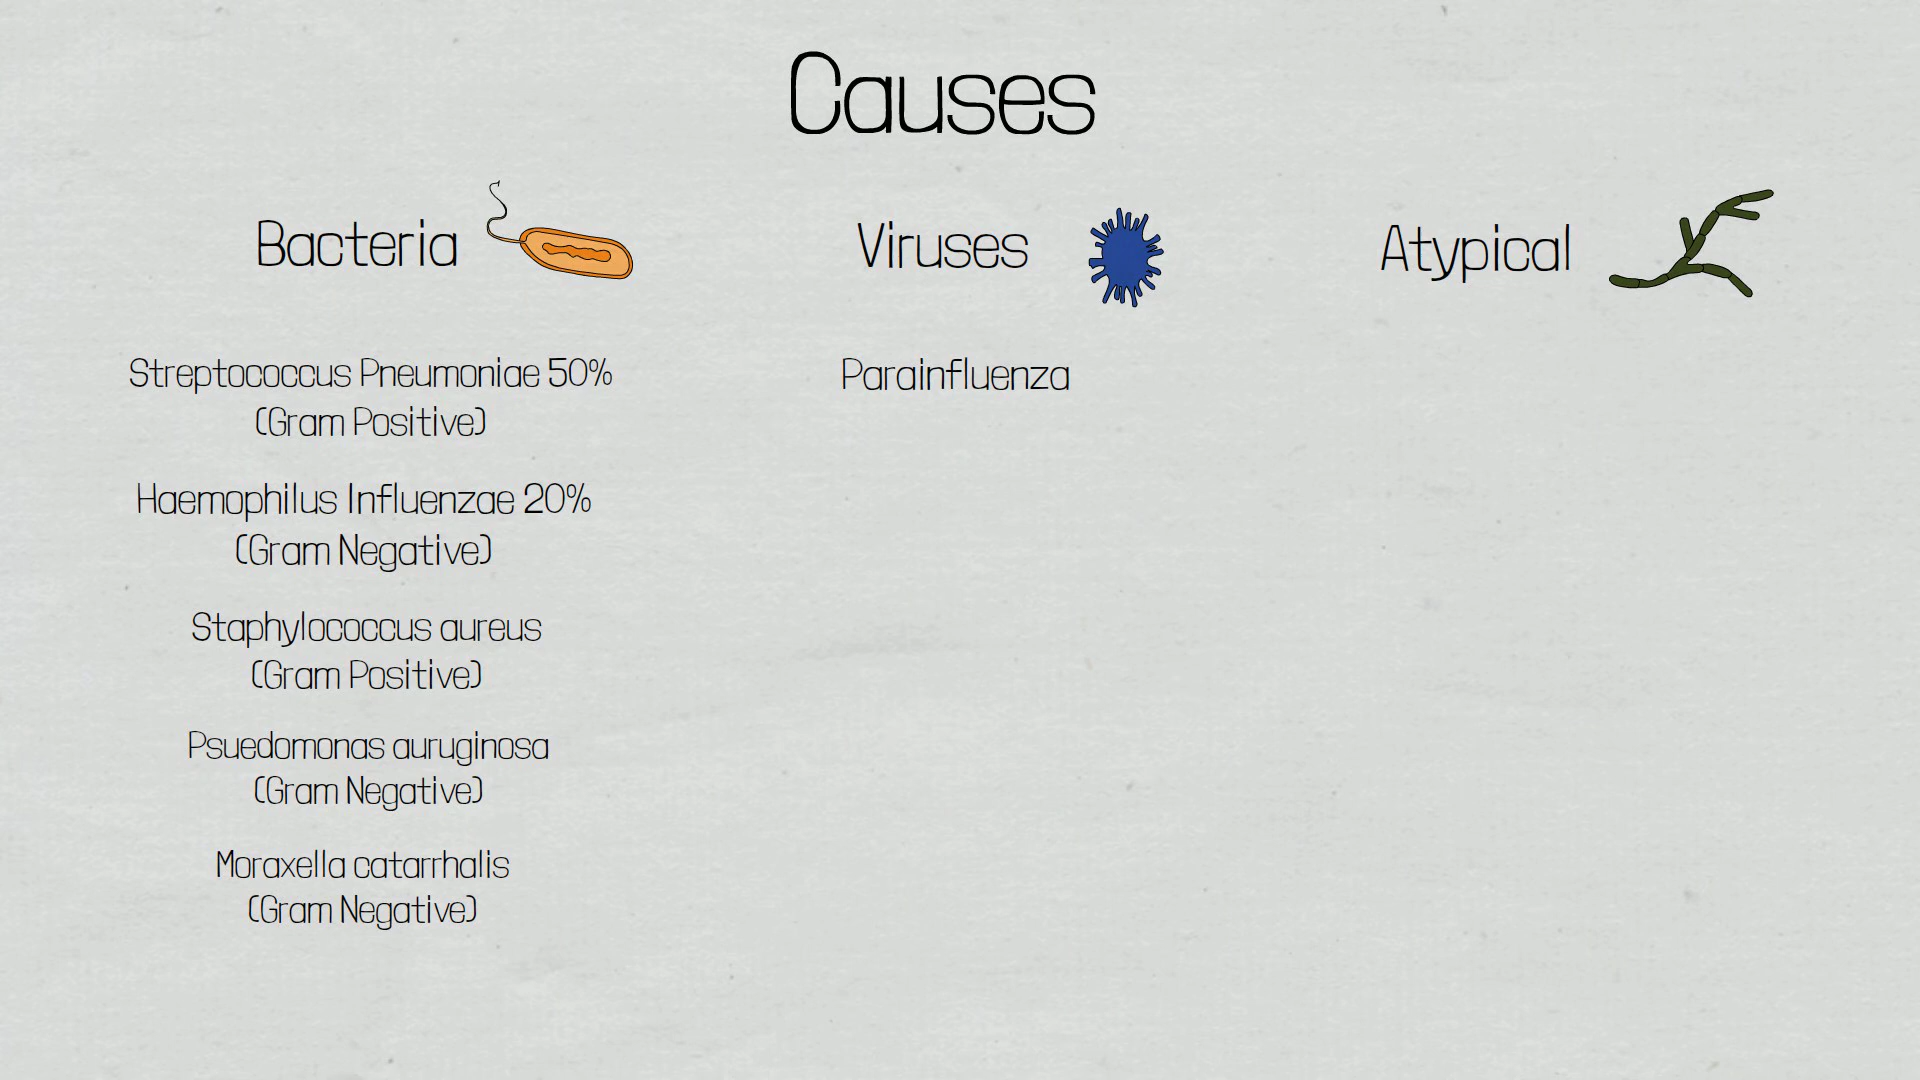 Causes
Bacteria
Streptococcus Pneumoniae 50%
(Gram Positive)
Haemophilus Influenzae 20%
(Gram Negative)
Staphylococcus aureus
(Gram Positive)
Psuedomonas auruginosa
(Gram Negative)
Moraxella catarrhalis
(Gram Negative)
Viruses
Parainfluenza
Atypical